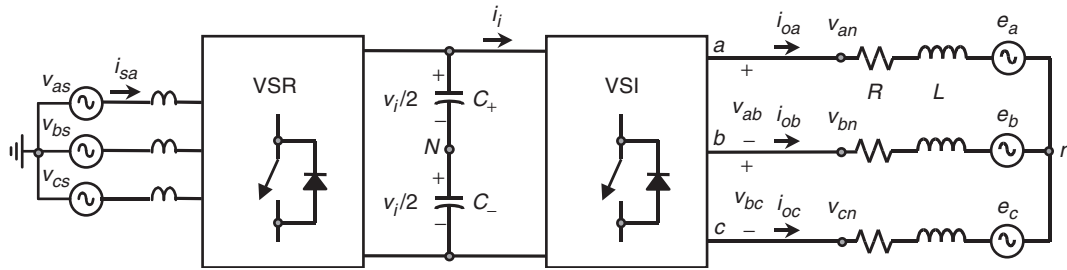 i_i
a
i_oa
v_an
e_a
v_as
i_sa
VSR
+
v_i/2
C_+
–
VSI
+
R
L
v_bs
N
v_ab
–
b
i_ob
v_bn
e_b
+
v_cs
+
v_i/2
C_–
–
v_bc
–
c
i_oc
v_cn
e_c